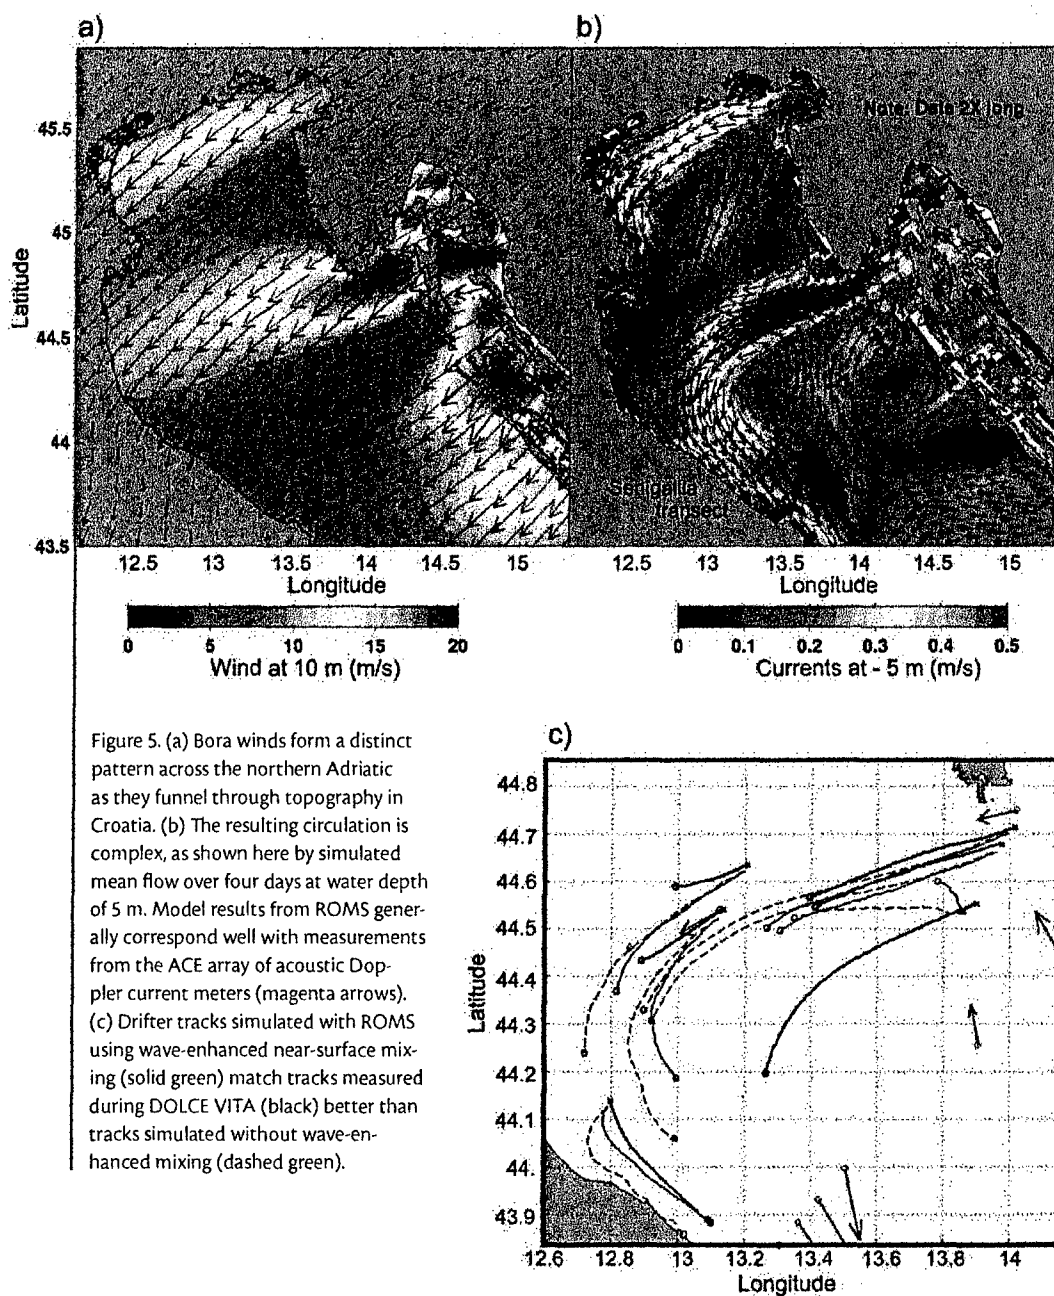 a)
b)
Note: Data 2X long
45.5
45
44.5
44
43.5
Latitude
Senigallia
transect
12.5 13 13.5 14 14.5 15
12.5 13 13.5 14 14.5 15
Longitude
Longitude
0 5 10 15 20
0 0.1 0.2 0.3 0.4 0.5
Wind at 10 m (m/s)
Currents at - 5 m (m/s)
Figure 5. (a) Bora winds form a distinct
pattern across the northern Adriatic
as they funnel through topography in
Croatia. (b) The resulting circulation is
complex, as shown here by simulated
mean flow over four days at water depth
of 5 m. Model results from ROMS gener-
ally correspond well with measurements
from the ACE array of acoustic Dop-
pler current meters (magenta arrows).
(c) Drifter tracks simulated with ROMS
using wave-enhanced near-surface mix-
ing (solid green) match tracks measured
during DOLCE VITA (black) better than
tracks simulated without wave-en-
hanced mixing (dashed green).
c)
44.8
44.7
44.6
44.5
44.4
44.3
44.2
44.1
44.
43.9
Latitude
12.6 12.8 13 13.2 13.4 13.6 13.8 14
Longitude